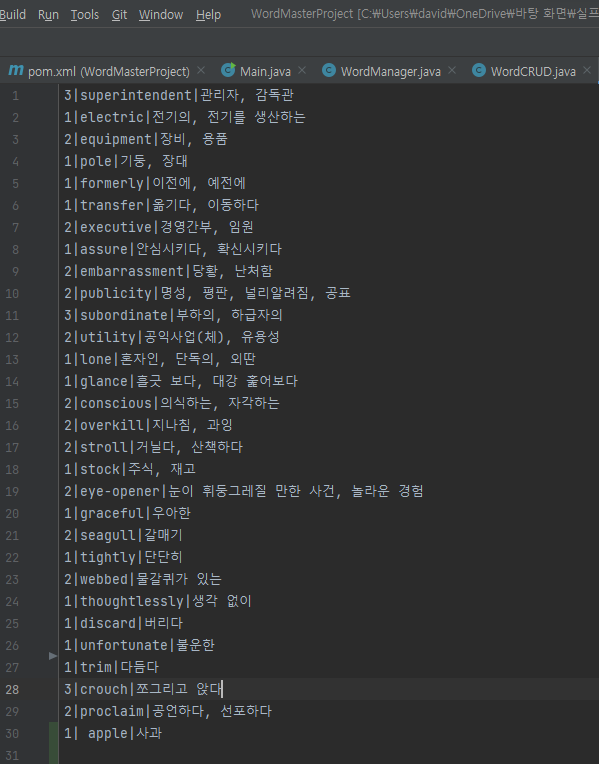 Build Run Tools Git Window Help WordMasterProject [C:₩Users₩david₩OneDrive₩바탕 화면₩실프
pom.xml (WordMasterProject) Main.java WordManager.java WordCRUD.java
1 3|superintendent|관리자, 감독관
2 1|electric|전기의, 전기를 생산하는
3 2|equipment|장비, 용품
4 1|pole|기둥, 장대
5 1|formerly|이전에, 예전에
6 1|transfer|옮기다, 이동하다
7 2|executive|경영간부, 임원
8 1|assure|안심시키다, 확신시키다
9 2|embarrassment|당황, 난처함
10 2|publicity|명성, 평판, 널리알려짐, 공표
11 3|subordinate|부하의, 하급자의
12 2|utility|공익사업(체), 유용성
13 1|lone|혼자인, 단독의, 외딴
14 1|glance|흘긋 보다, 대강 훑어보다
15 2|conscious|의식하는, 자각하는
16 2|overkill|지나침, 과잉
17 2|stroll|거닐다, 산책하다
18 1|stock|주식, 재고
19 2|eye-opener|눈이 휘둥그레질 만한 사건, 놀라운 경험
20 1|graceful|우아한
21 2|seagull|갈매기
22 1|tightly|단단히
23 2|webbed|물갈퀴가 있는
24 1|thoughtlessly|생각 없이
25 1|discard|버리다
26 1|unfortunate|불운한
27 1|trim|다듬다
28 3|crouch|쪼그리고 앉다
29 2|proclaim|공언하다, 선포하다
30 1| apple|사과
31